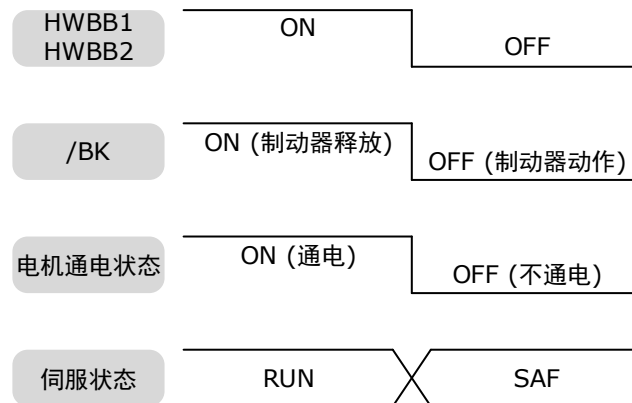 HWBB1
HWBB2
ON
OFF
/BK
ON (制动器释放)
OFF (制动器动作)
电机通电状态
ON (通电)
OFF (不通电)
伺服状态
RUN
SAF